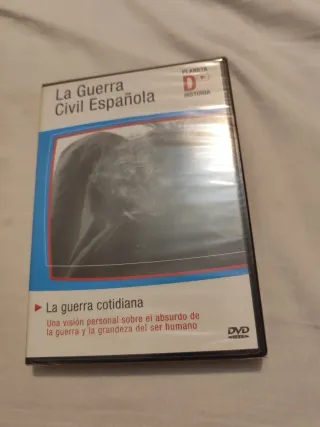 La Guerra
Civil Española
PLANETA
D
HISTORIA
La guerra cotidiana
Una visión personal sobre el absurdo de
la guerra y la grandeza del ser humano
DVD